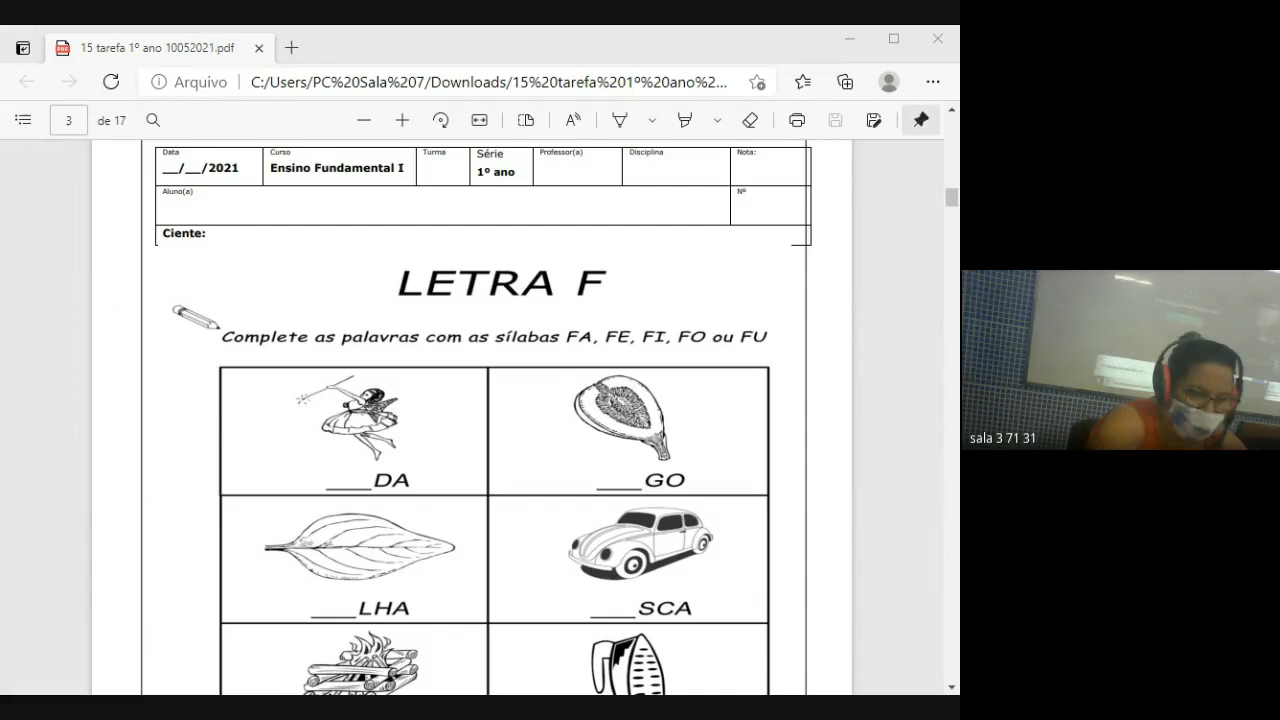 15 tarefa 1º ano 10052021.pdf
Arquivo
C:/Users/PC%20Sala%207/Downloads/15%20tarefa%201º%20ano%2...
3
de 17
Data
Curso
Turma
Série
Professor(a)
Disciplina
Nota:
__/__/2021
Ensino Fundamental I
1º ano
Aluno(a)
Nº
Ciente:
LETRA F
Complete as palavras com as sílabas FA, FE, FI, FO ou FU
____DA
____GO
____LHA
____SCA
sala 3 71 31